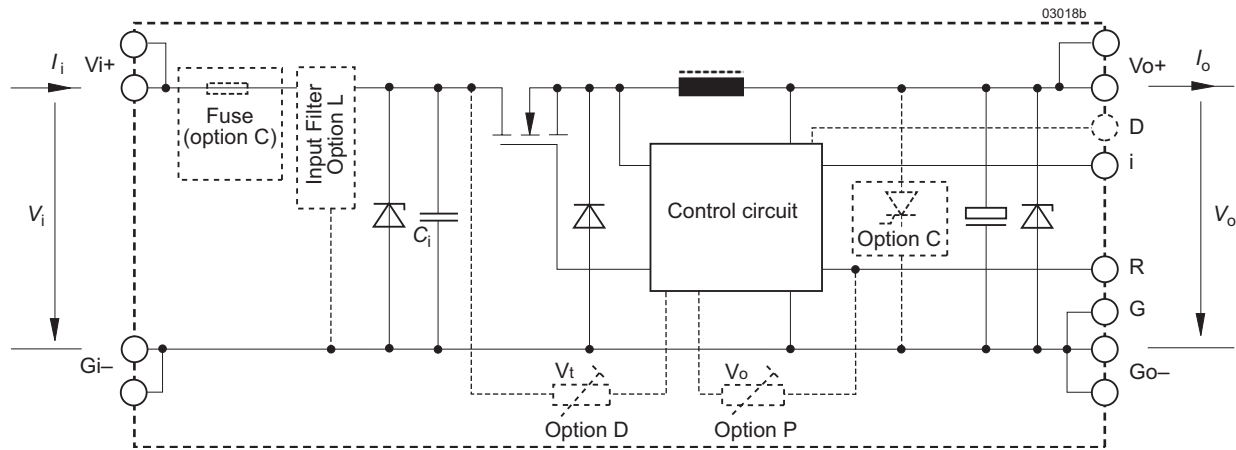 03018b
Ii
Vi+
Fuse
(option C)
Input Filter
Option L
Vo+
Io
D
i
Control circuit
Vi
Ci
Option C
Vo
R
G
Gi–
Vt
Vo
Go–
Option D
Option P